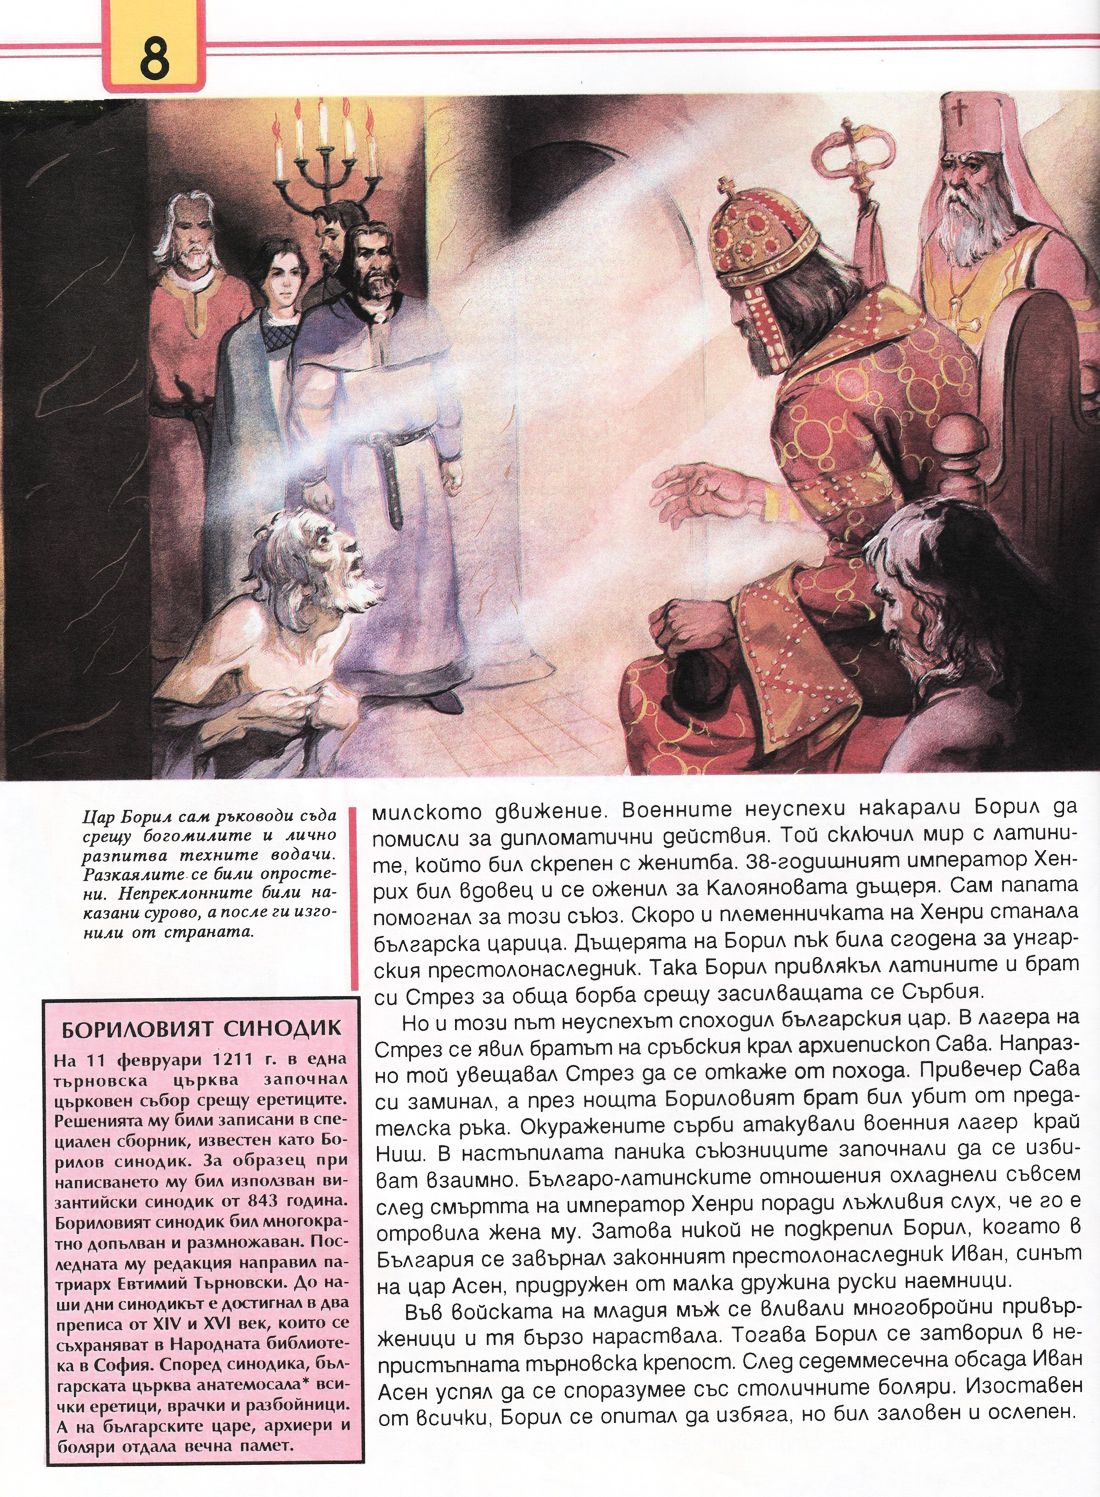 8
Цар Борил сам ръководи съда
срещу богомилите и лично
разпитва техните водачи.
Разкаялите се били опросте-
ни. Непреклонните били на-
казани сурово, а после ги изго-
нили от страната.
БОРИЛОВИЯТ СИНОДИК
На 11 февруари 1211 г. в една
търновска църква започнал
църковен събор срещу еретиците.
Решенията му били записани в спе-
циален сборник, известен като Бо-
рилов синодик. За образец при
написването му бил използван ви-
зантийски синодик от 843 година.
Бориловият синодик бил многокра-
тно допълван и размножаван. Пос-
ледната му редакция направил па-
триарх Евтимий Търновски. До на-
ши дни синодикът е достигнал в два
преписа от XIV и XVI век, които се
съхраняват в Народната библиоте-
ка в София. Според синодика, бъл-
гарската църква анатемосала* вси-
чки еретици, врачки и разбойници.
А на българските царе, архиери и
боляри отдала вечна памет.
милското движение. Военните неуспехи накарали Борил да
помисли за дипломатични действия. Той сключил мир с латини-
те, който бил скрепен с женитба. 38-годишният император Хен-
рих бил вдовец и се оженил за Калояновата дъщеря. Сам папата
помогнал за този съюз. Скоро и племенничката на Хенри станала
българска царица. Дъщерята на Борил пък била сгодена за унгар-
ския престолонаследник. Така Борил привлякъл латините и брат
си Стрез за обща борба срещу засилващата се Сърбия.
Но и този път неуспехът споходил българския цар. В лагера на
Стрез се явил братът на сръбския крал архиепископ Сава. Напраз-
но той увещавал Стрез да се откаже от похода. Привечер Сава
си заминал, а през нощта Бориловият брат бил убит от преда-
телска ръка. Окуражените сърби атакували военния лагер край
Ниш. В настъпилата паника съюзниците започнали да се изби-
ват взаимно. Българо-латинските отношения охладнели съвсем
след смъртта на император Хенри поради лъжливия слух, че го е
отровила жена му. Затова никой не подкрепил Борил, когато в
България се завърнал законният престолонаследник Иван, синът
на цар Асен, придружен от малка дружина руски наемници.
Във войската на младия мъж се вливали многобройни привър-
женици и тя бързо нараствала. Тогава Борил се затворил в не-
пристъпната търновска крепост. След седеммесечна обсада Иван
Асен успял да се споразумее със столичните боляри. Изоставен
от всички, Борил се опитал да избяга, но бил заловен и ослепен.